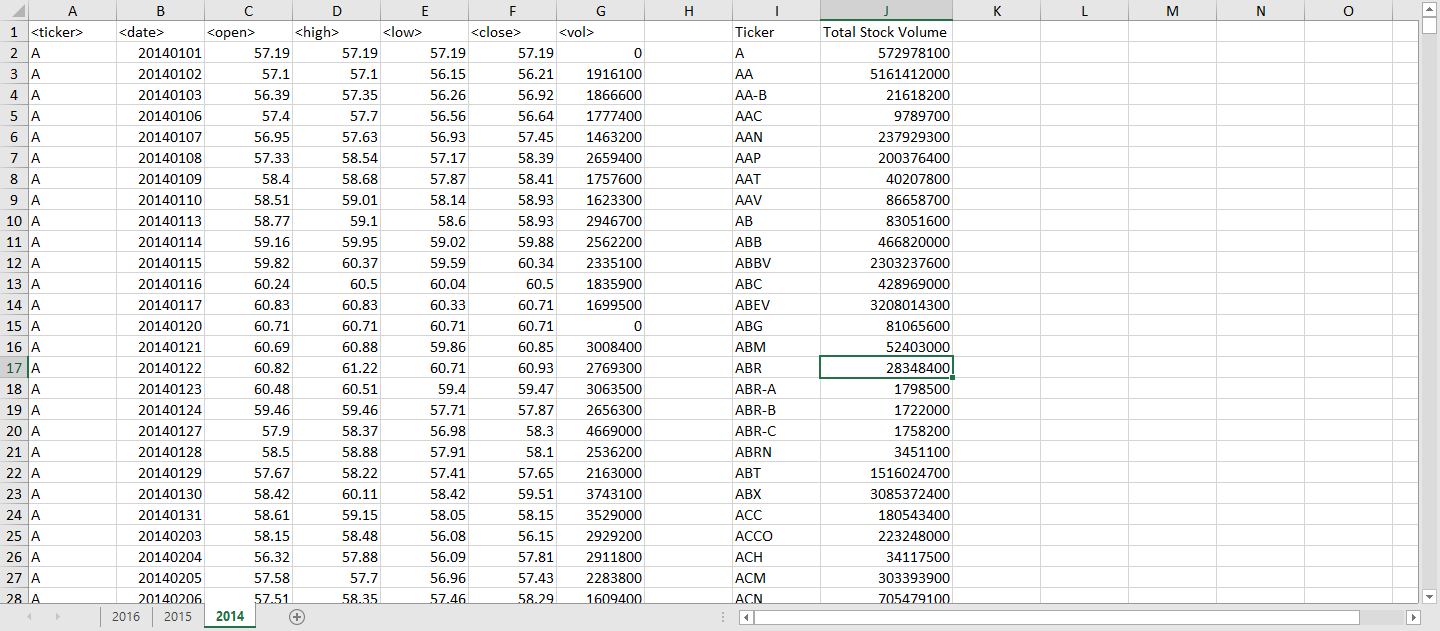 A B C D E F G H I J K L M N O
1 <ticker> <date> <open> <high> <low> <close> <vol> Ticker Total Stock Volume
2 A 20140101 57.19 57.19 57.19 57.19 0 A 572978100
3 A 20140102 57.1 57.1 56.15 56.21 1916100 AA 5161412000
4 A 20140103 56.39 57.35 56.26 56.92 1866600 AA-B 21618200
5 A 20140106 57.4 57.7 56.56 56.64 1777400 AAC 9789700
6 A 20140107 56.95 57.63 56.93 57.45 1463200 AAN 237929300
7 A 20140108 57.33 58.54 57.17 58.39 2659400 AAP 200376400
8 A 20140109 58.4 58.68 57.87 58.41 1757600 AAT 40207800
9 A 20140110 58.51 59.01 58.14 58.93 1623300 AAV 86658700
10 A 20140113 58.77 59.1 58.6 58.93 2946700 AB 83051600
11 A 20140114 59.16 59.95 59.02 59.88 2562200 ABB 466820000
12 A 20140115 59.82 60.37 59.59 60.34 2335100 ABBV 2303237600
13 A 20140116 60.24 60.5 60.04 60.5 1835900 ABC 428969000
14 A 20140117 60.83 60.83 60.33 60.71 1699500 ABEV 3208014300
15 A 20140120 60.71 60.71 60.71 60.71 0 ABG 81065600
16 A 20140121 60.69 60.88 59.86 60.85 3008400 ABM 52403000
17 A 20140122 60.82 61.22 60.71 60.93 2769300 ABR 28348400
18 A 20140123 60.48 60.51 59.4 59.47 3063500 ABR-A 1798500
19 A 20140124 59.46 59.46 57.71 57.87 2656300 ABR-B 1722000
20 A 20140127 57.9 58.37 56.98 58.3 4669000 ABR-C 1758200
21 A 20140128 58.5 58.88 57.91 58.1 2536200 ABRN 3451100
22 A 20140129 57.67 58.22 57.41 57.65 2163000 ABT 1516024700
23 A 20140130 58.42 60.11 58.42 59.51 3743100 ABX 3085372400
24 A 20140131 58.61 59.15 58.05 58.15 3529000 ACC 180543400
25 A 20140203 58.15 58.48 56.08 56.15 2929200 ACCO 223248000
26 A 20140204 56.32 57.88 56.09 57.81 2911800 ACH 34117500
27 A 20140205 57.58 57.7 56.96 57.43 2283800 ACM 303393900
28 A 20140206 57.51 58.35 57.46 58.29 1609400 ACN 705479100
2016 2015 2014